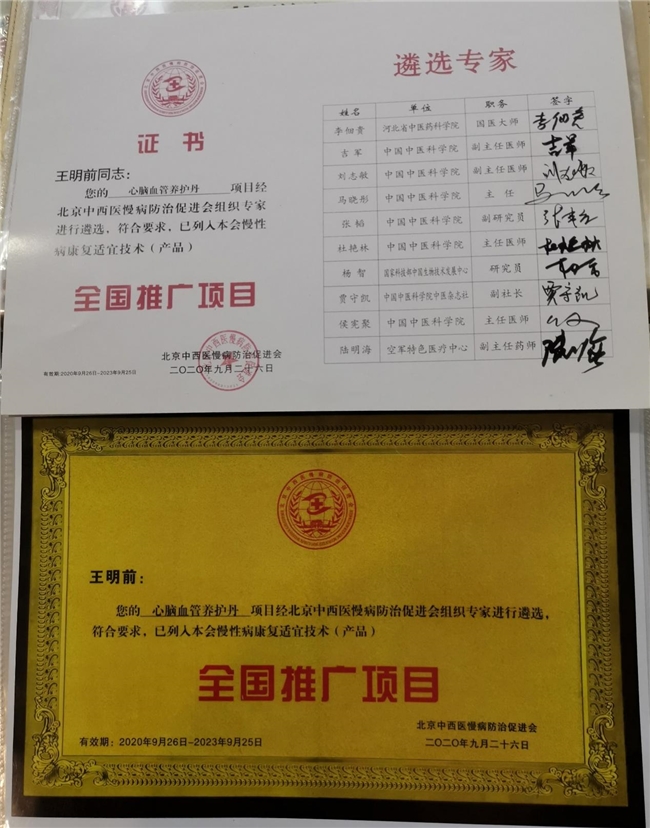 证书
王明前同志：
您的 心脑血管养护丹 项目经
北京中西医慢病防治促进会组织专家
进行遴选，符合要求，已列入本会慢性
病康复适宜技术（产品）
全国推广项目
北京中西医慢病防治促进会
二〇二〇年九月二十六日
有效期:2020年9月26日-2023年9月25日
遴选专家
姓名 单位 职务 签字
李佃贵 河北省中医药科学院 国医大师
吉军 中国中医科学院 副主任医师
刘志敏 中国中医科学院 副主任医师
马晓彤 中国中医科学院 主任
张韬 中国中医科学院 副研究员
杜艳林 中国中医科学院 主任医师
杨智 国家科技部中国生物技术发展中心 研究员
贾守凯 中国中医科学院中医杂志社 副社长
侯宪聚 中国中医科学院 主任医师
陆明海 空军特色医疗中心 副主任药师
王明前：
您的 心脑血管养护丹 项目经北京中西医慢病防治促进会组织专家进行遴选，
符合要求，已列入本会慢性病康复适宜技术（产品）
全国推广项目
北京中西医慢病防治促进会
有效期：2020年9月26日~2023年9月25日
二〇二〇年九月二十六日